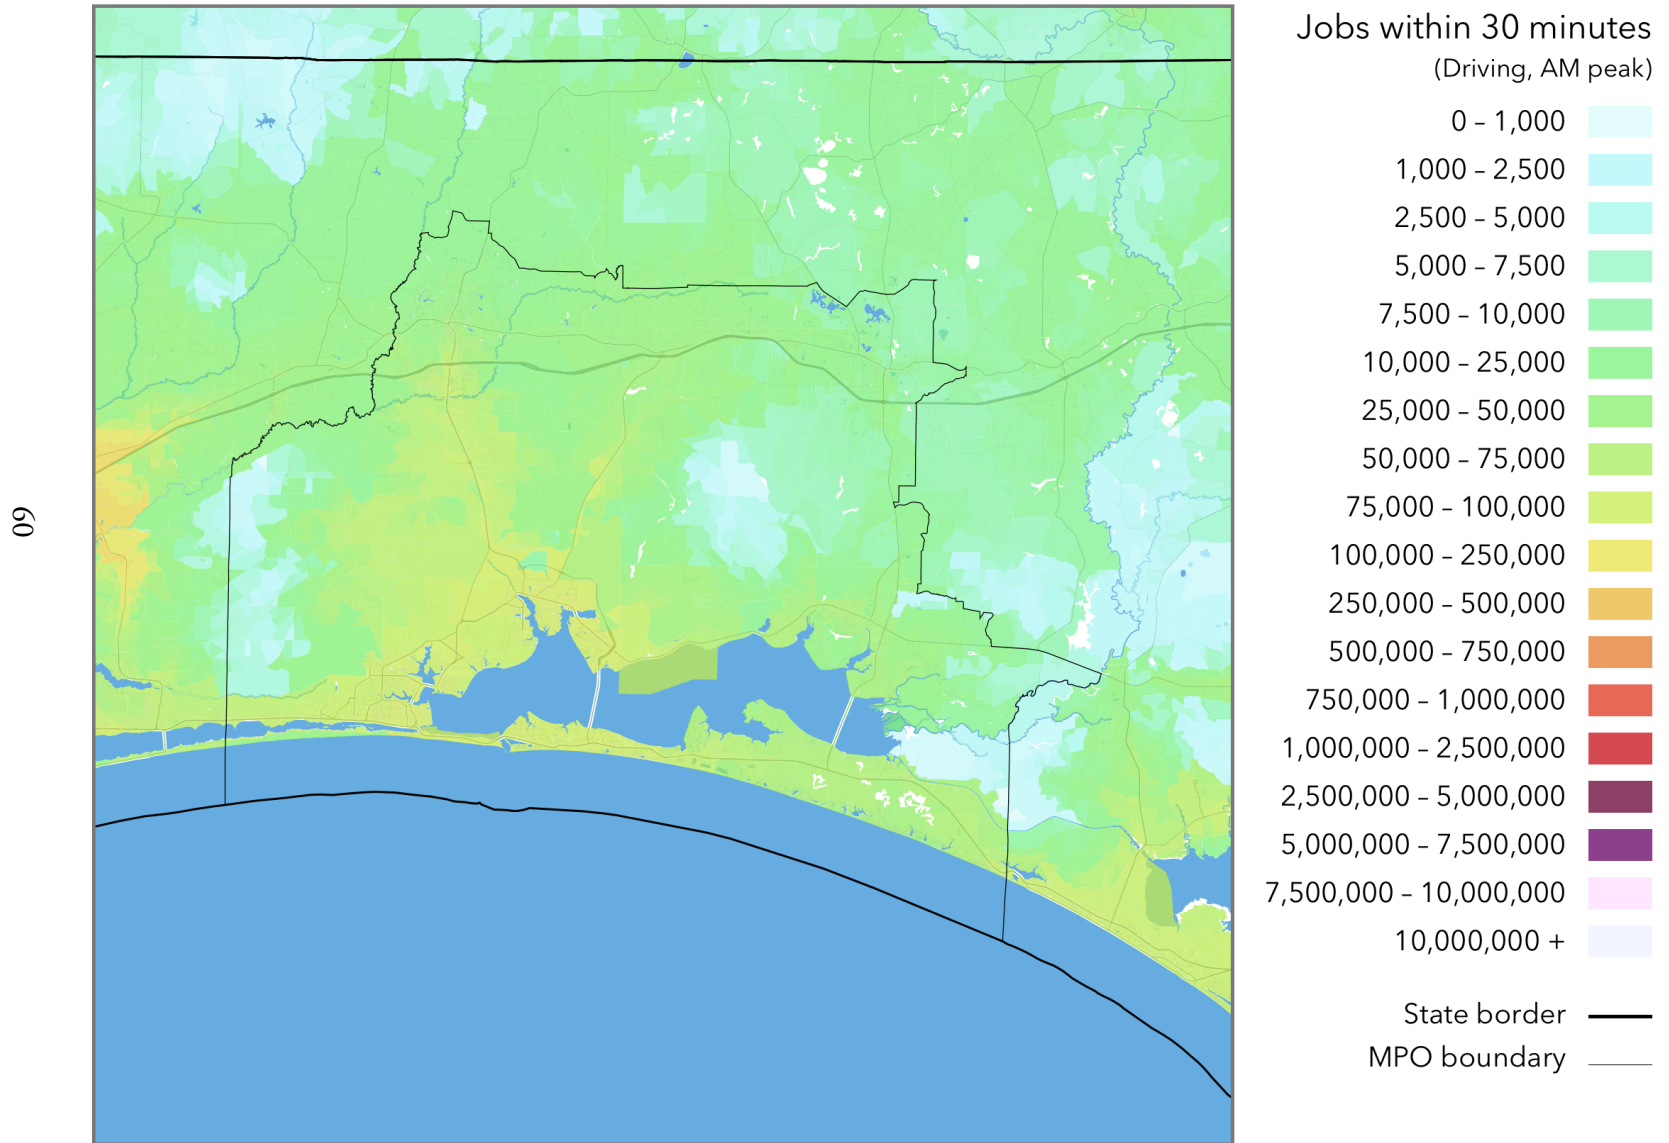 Jobs within 30 minutes
(Driving, AM peak)
0 – 1,000
1,000 – 2,500
2,500 – 5,000
5,000 – 7,500
7,500 – 10,000
10,000 – 25,000
25,000 – 50,000
50,000 – 75,000
75,000 – 100,000
100,000 – 250,000
250,000 – 500,000
500,000 – 750,000
750,000 – 1,000,000
1,000,000 – 2,500,000
2,500,000 – 5,000,000
5,000,000 – 7,500,000
7,500,000 – 10,000,000
10,000,000 +
State border
MPO boundary
60